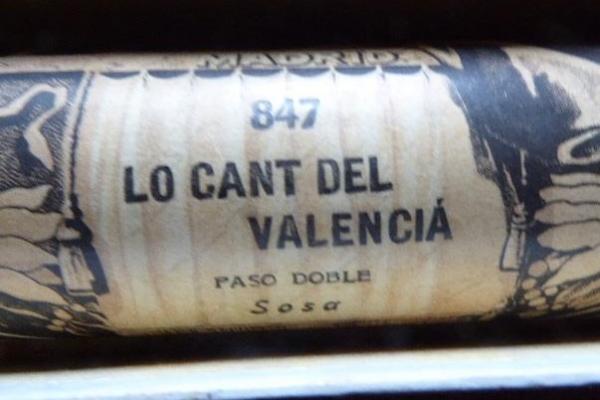 MADRID
847
LO CANT DEL
VALENCIÁ
PASO DOBLE
Sosa